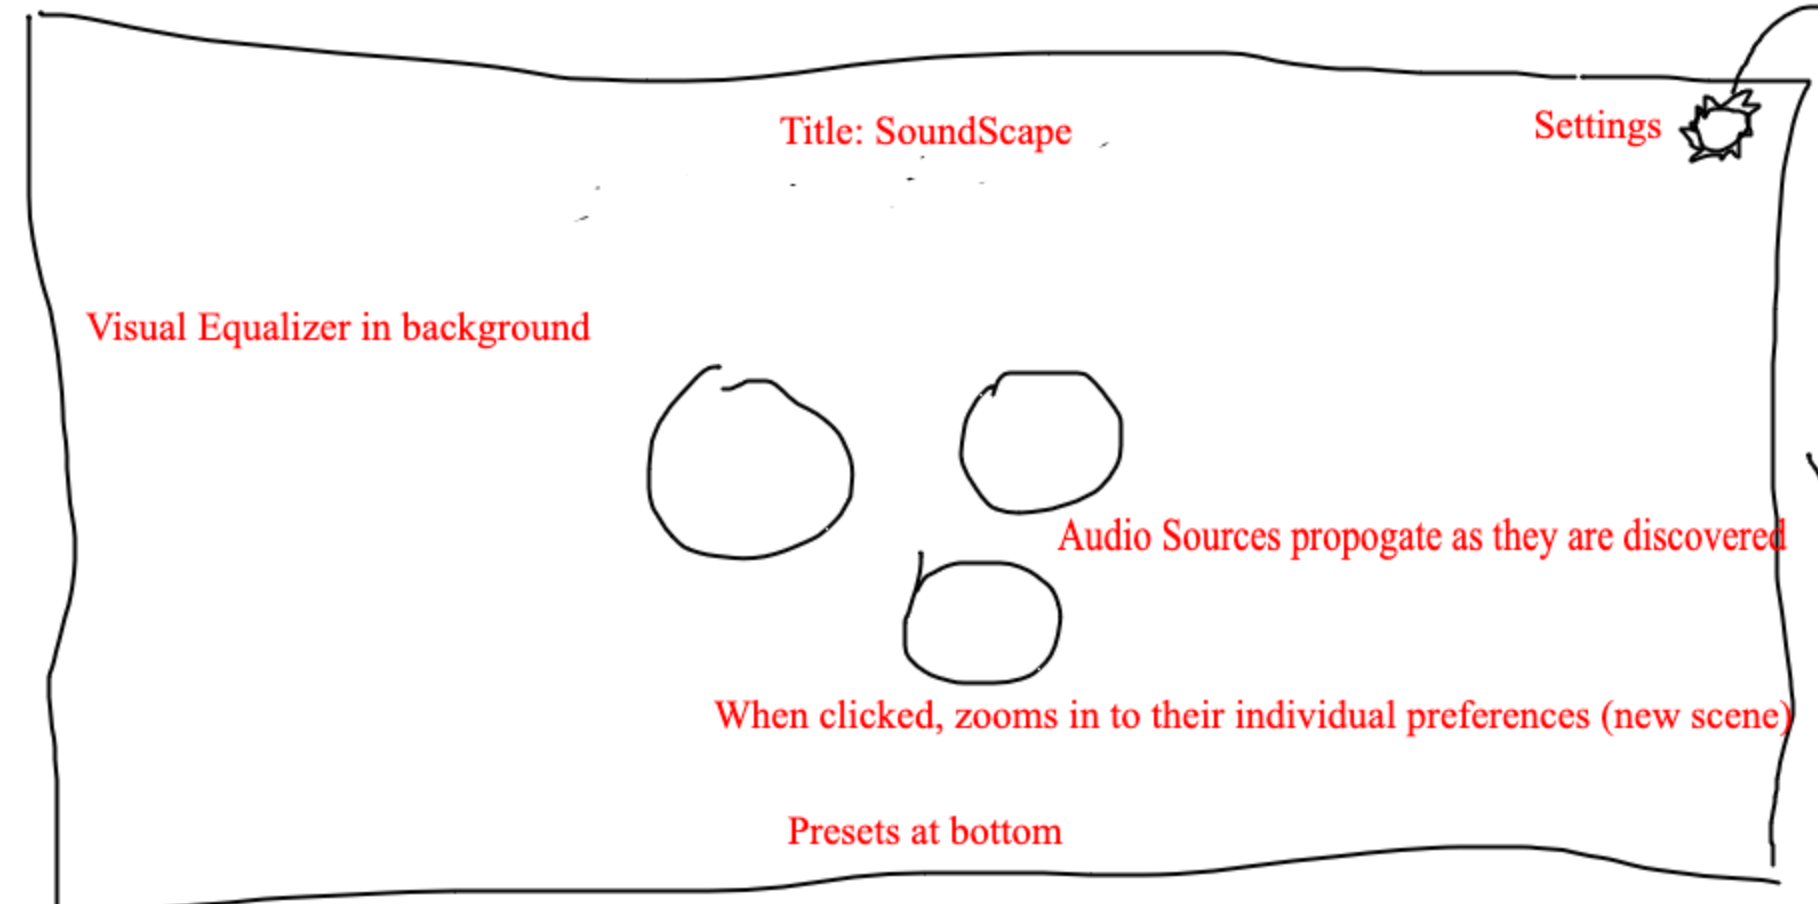 Title: SoundScape
Settings
Visual Equalizer in background
Audio Sources propogate as they are discovered
When clicked, zooms in to their individual preferences (new scene)
Presets at bottom